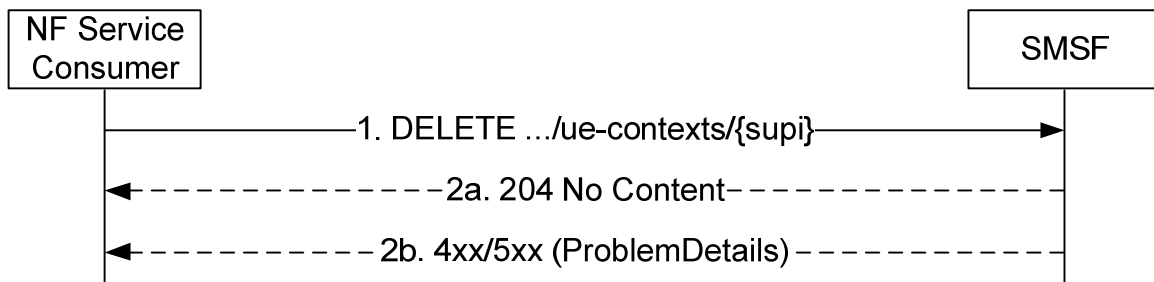 NF Service
Consumer
SMSF
1. DELETE .../ue-contexts/{supi}
2a. 204 No Content
2b. 4xx/5xx (ProblemDetails)